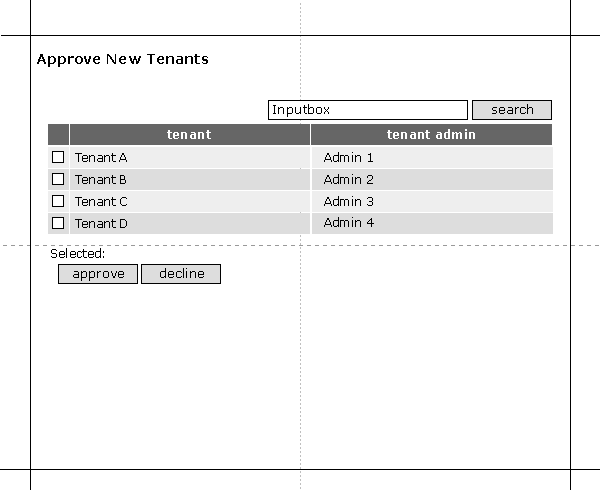 Approve New Tenants
Inputbox search
tenant tenant admin
Tenant A Admin 1
Tenant B Admin 2
Tenant C Admin 3
Tenant D Admin 4
Selected:
approve decline